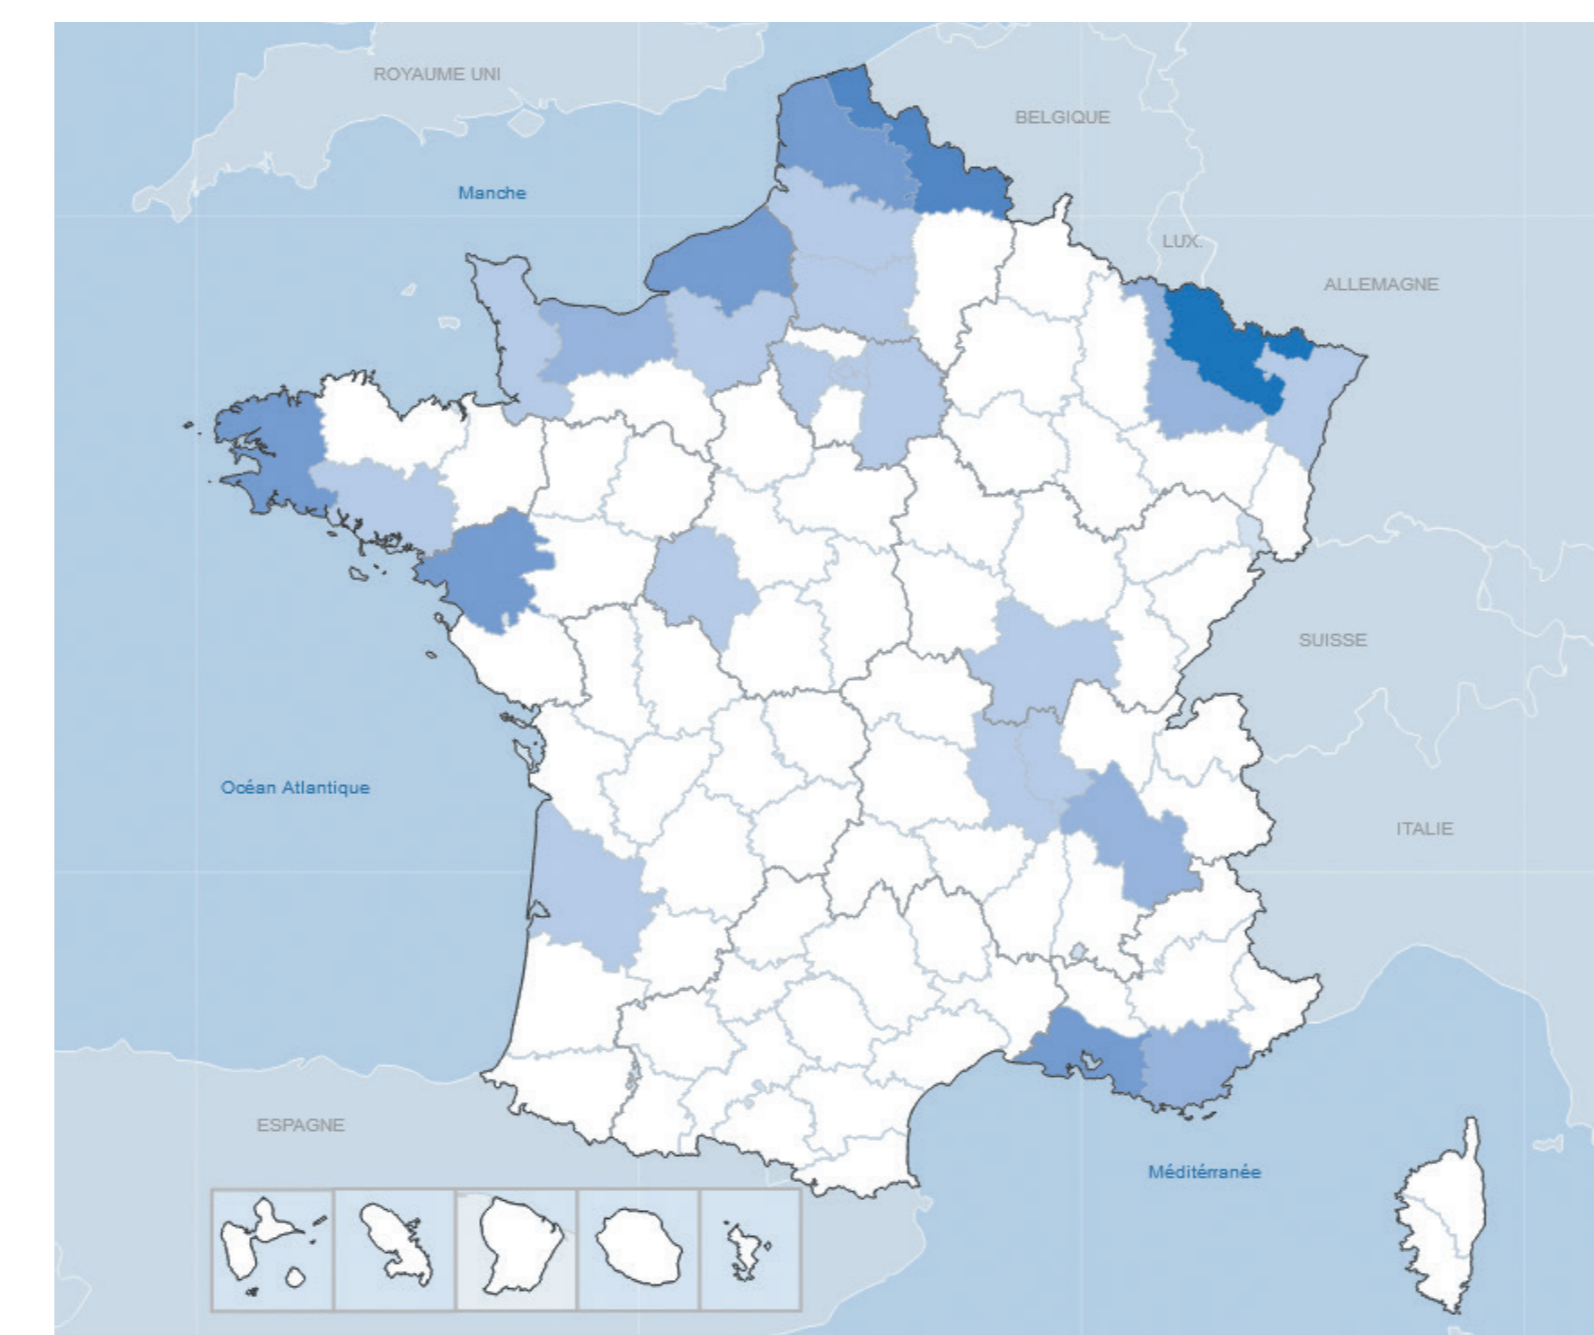 ROYAUME UNI
BELGIQUE
Manche
LUX.
ALLEMAGNE
SUISSE
Océan Atlantique
ITALIE
ESPAGNE
Méditérranée